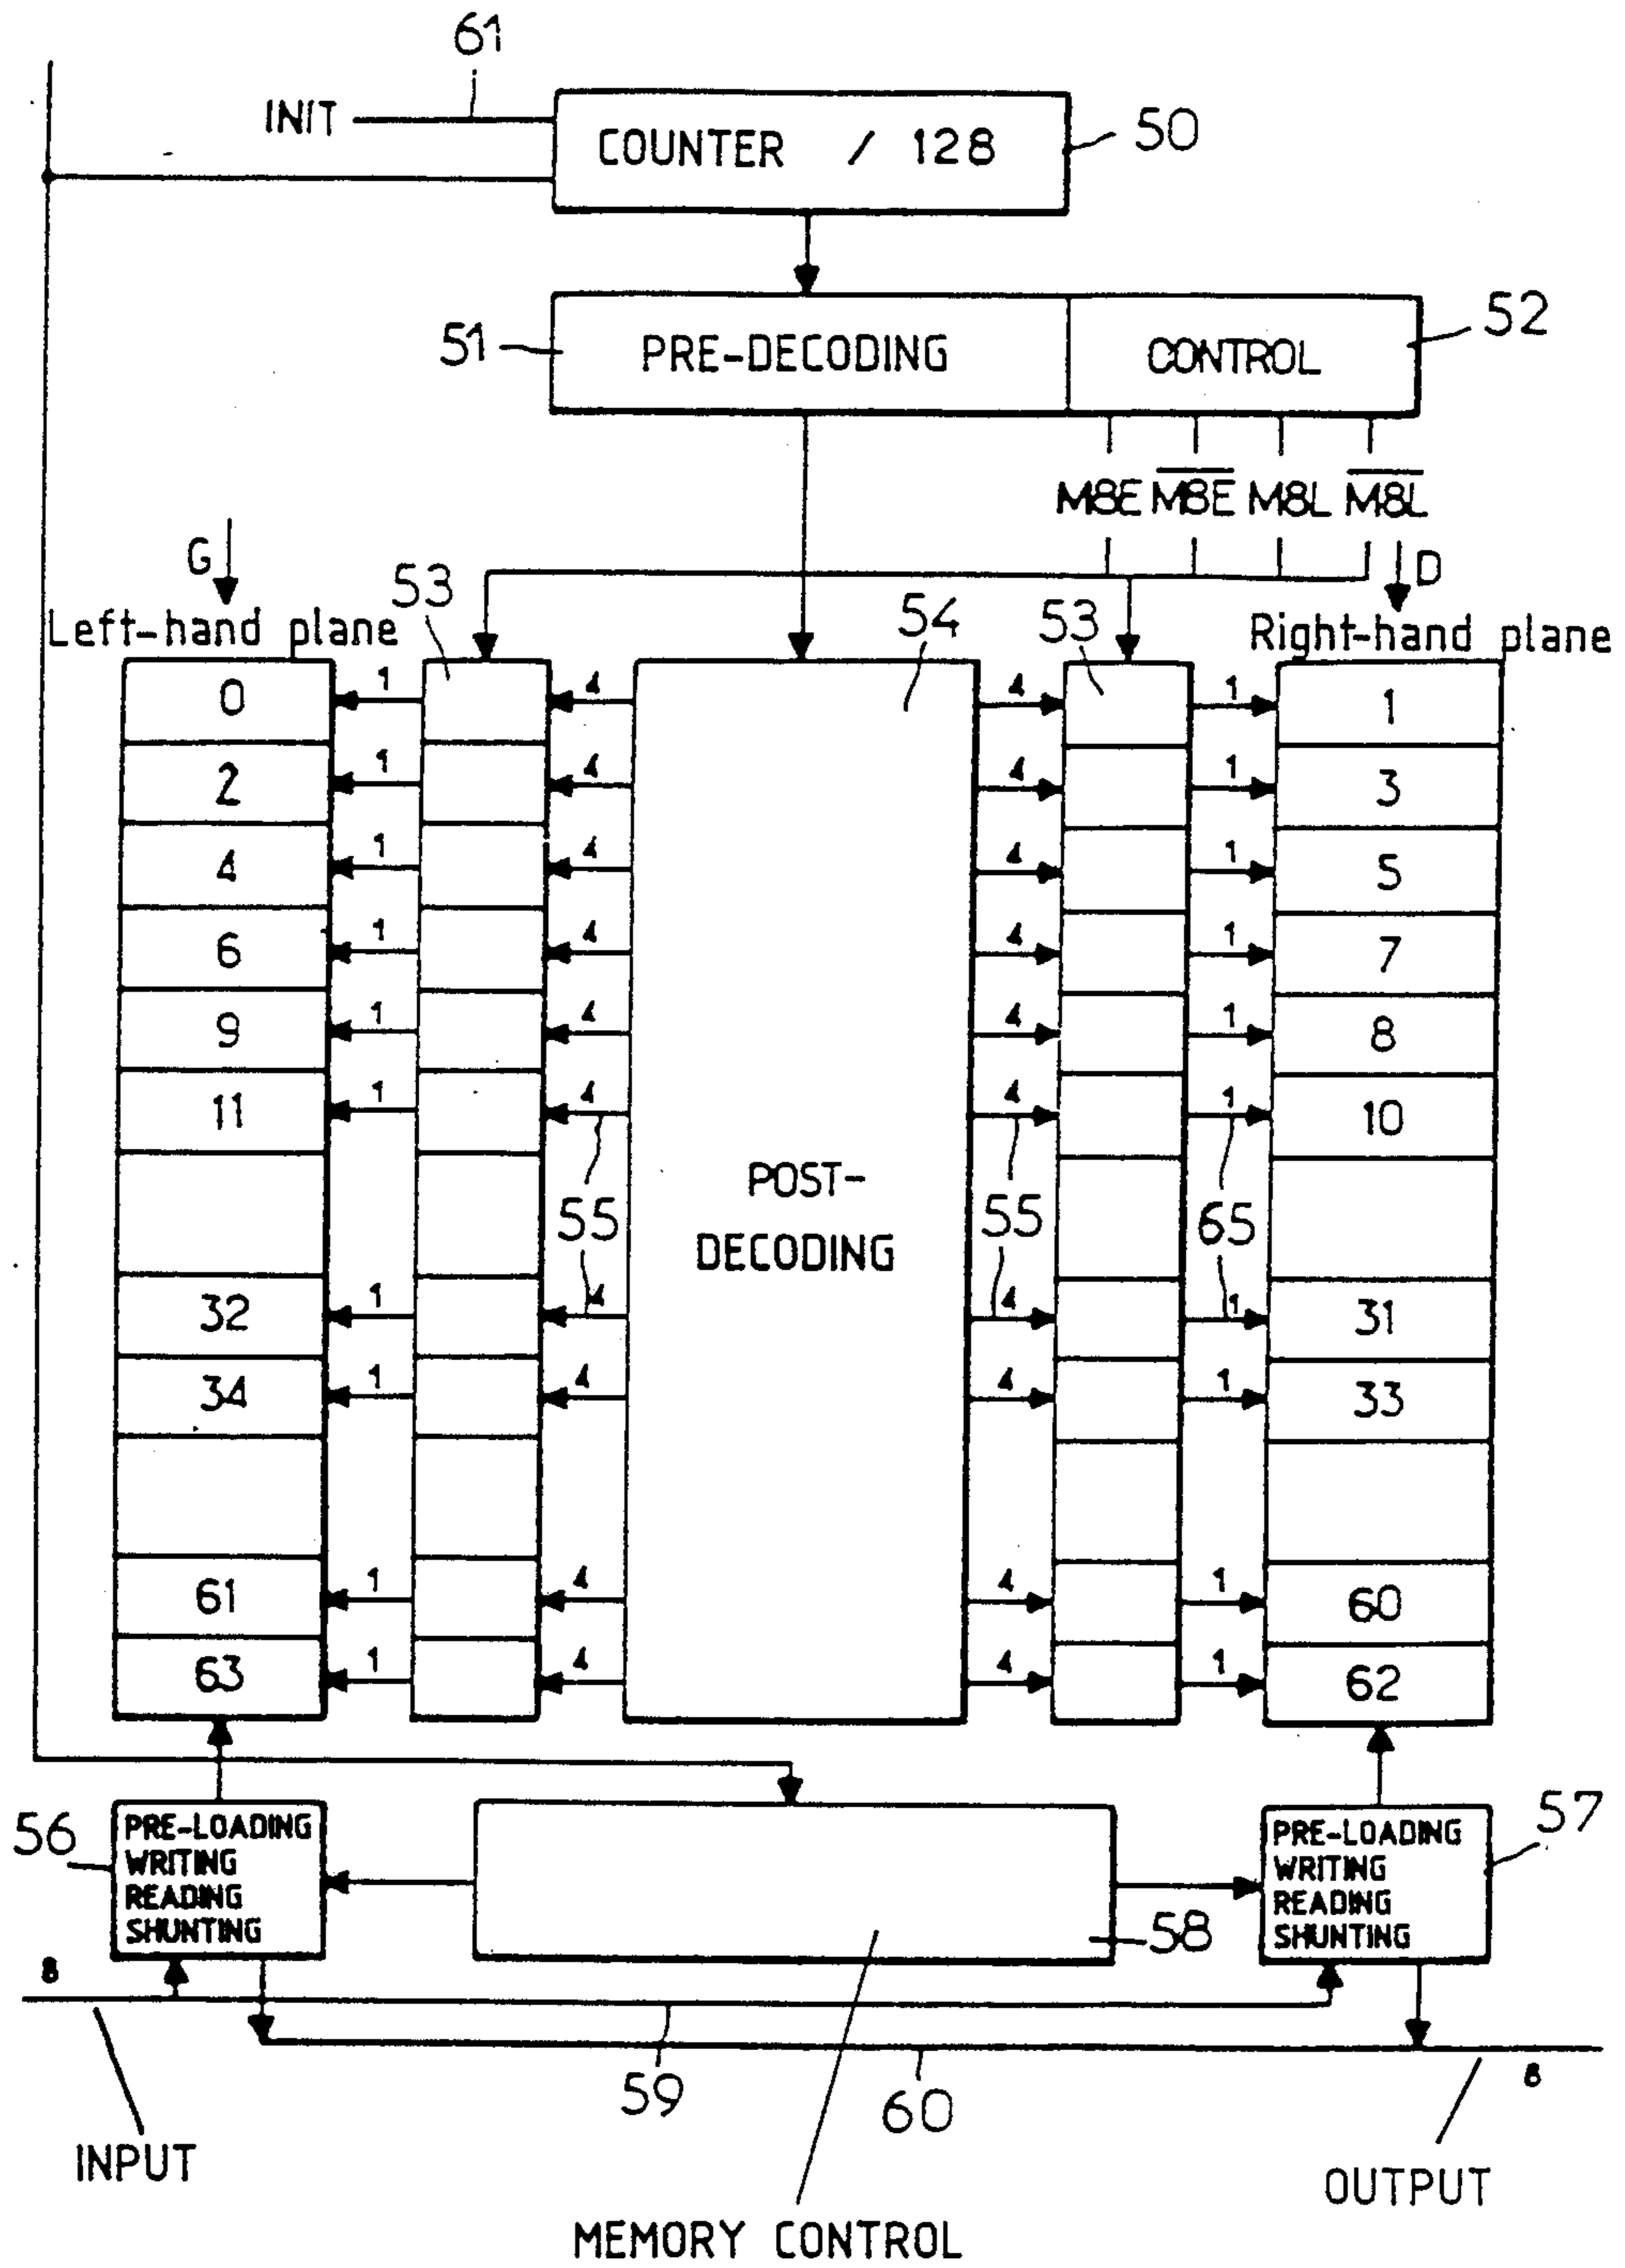 61
INIT
COUNTER / 128
50
51
PRE-DECODING
CONTROL
52
M8E M̅8̅E̅ M8L M̅8̅L̅
G
D
53
54
53
Left-hand plane
Right-hand plane
0 1 4 4 1 1
2 1 4 4 1 3
4 1 4 4 1 5
6 1 4 4 1 7
9 1 4 4 1 8
11 1 4 4 1 10
POST-
DECODING
55
55
65
32 1 4 4 1 31
34 1 4 4 1 33
61 1 4 4 1 60
63 1 4 4 1 62
56
PRE-LOADING
WRITING
READING
SHUNTING
58
57
PRE-LOADING
WRITING
READING
SHUNTING
8
59
60
8
INPUT
OUTPUT
MEMORY CONTROL